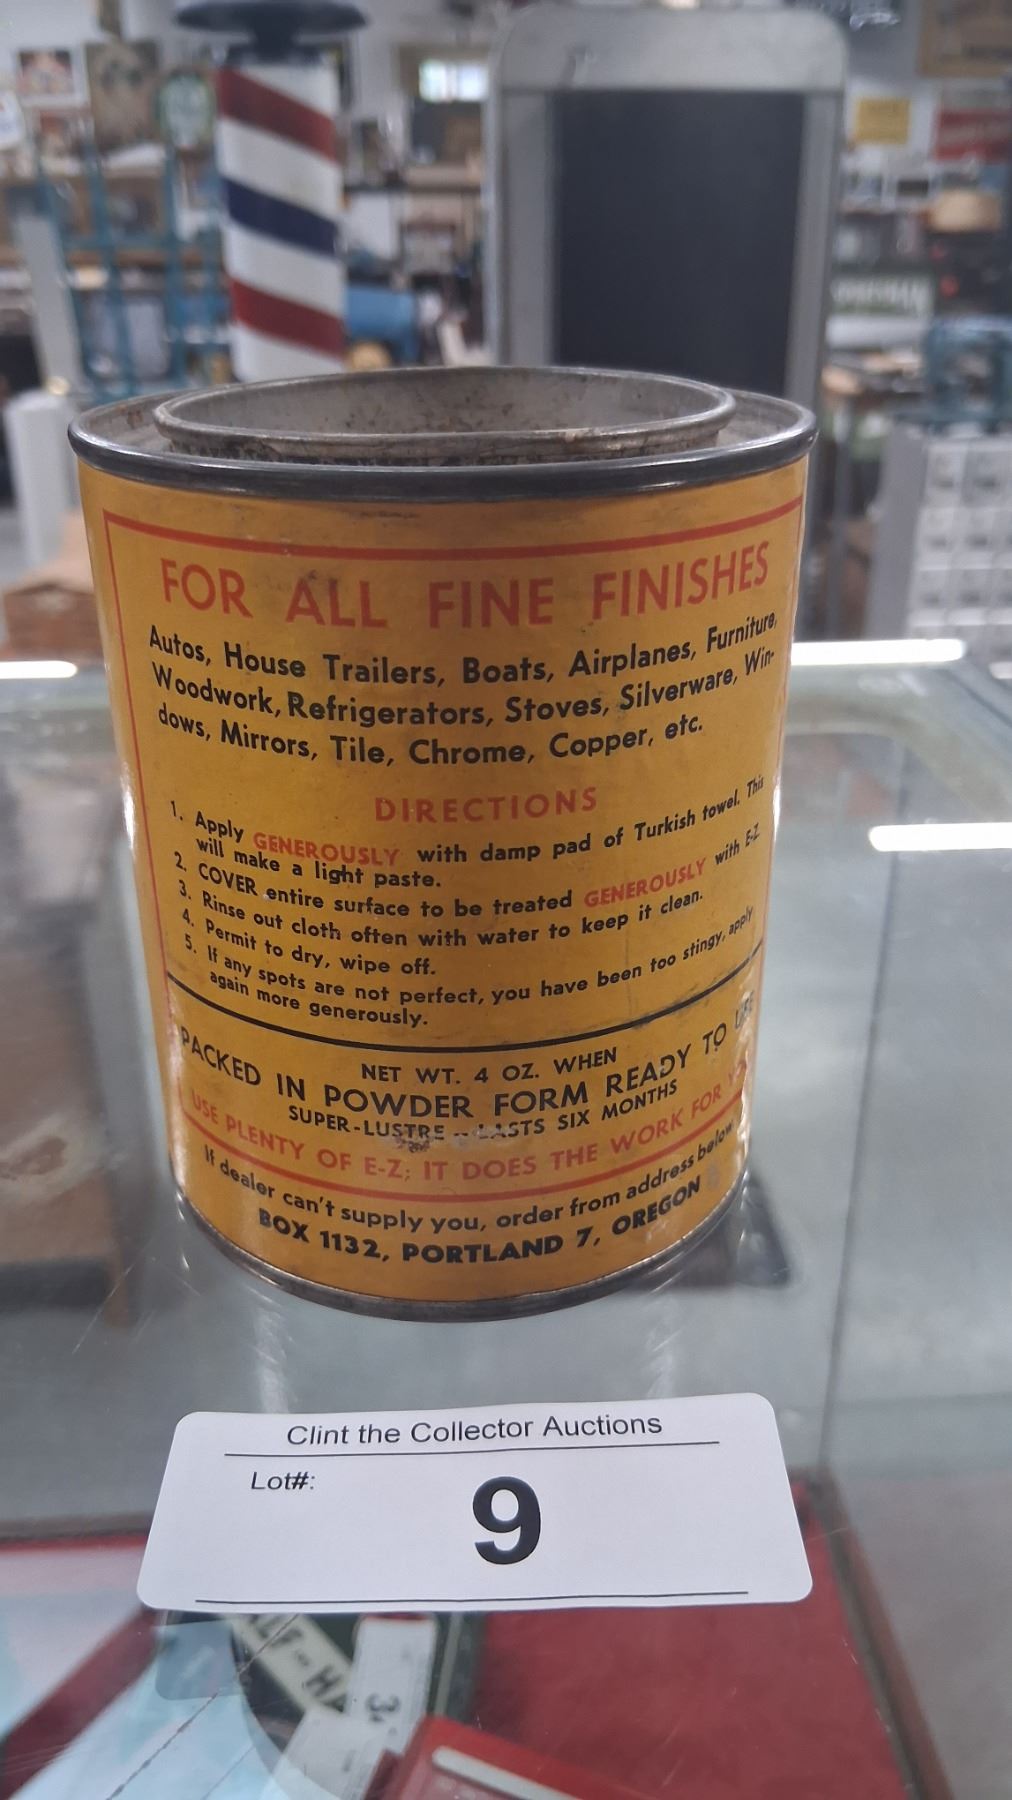 FOR ALL FINE FINISHES
Autos, House Trailers, Boats, Airplanes, Furniture,
Woodwork, Refrigerators, Stoves, Silverware, Win-
dows, Mirrors, Tile, Chrome, Copper, etc.
DIRECTIONS
1. Apply GENEROUSLY with damp pad of Turkish towel. This
will make a light paste.
2. COVER entire surface to be treated GENEROUSLY with E-Z
3. Rinse out cloth often with water to keep it clean.
4. Permit to dry, wipe off.
5. If any spots are not perfect, you have been too stingy, apply
again more generously.
NET WT. 4 OZ. WHEN
PACKED IN POWDER FORM READY TO USE
SUPER-LUSTRE - LASTS SIX MONTHS
USE PLENTY OF E-Z; IT DOES THE WORK FOR YOU
If dealer can't supply you, order from address below
BOX 1132, PORTLAND 7, OREGON
Clint the Collector Auctions
Lot#:
9